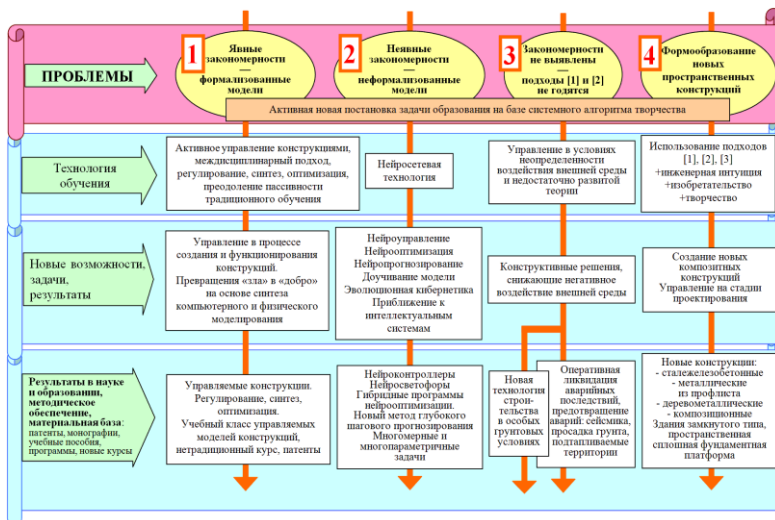 ПРОБЛЕМЫ
1
Явные
закономерности
—
формализованные
модели
2
Неявные
закономерности
—
неформализованные
модели
3
Закономерности
не выявлены
—
подходы [1] и [2]
не годятся
4
Формообразование
новых
пространственных
конструкций
Активная новая постановка задачи образования на базе системного алгоритма творчества
Технология
обучения
Активное управление конструкциями,
междисциплинарный подход,
регулирование, синтез, оптимизация,
преодоление пассивности
традиционного обучения
Нейросетевая
технология
Управление в условиях
неопределенности
воздействия внешней среды
и недостаточно развитой
теории
Использование подходов
[1], [2], [3]
+инженерная интуиция
+изобретательство
+творчество
Новые возможности,
задачи,
результаты
Управление в процессе
создания и функционирования
конструкций.
Превращения «зла» в «добро»
на основе синтеза
компьютерного и физического
моделирования
Нейроуправление
Нейрооптимизация
Нейропрогнозирование
Доучивание модели
Эволюционная кибернетика
Приближение к
интеллектуальным
системам
Конструктивные решения,
снижающие негативное
воздействие внешней среды
Создание новых
композитных
конструкций
Управление на стадии
проектирования
Результаты в науке
и образовании,
методическое
обеспечение,
материальная база:
патенты, монографии,
учебные пособия,
программы, новые курсы
Управляемые конструкции.
Регулирование, синтез,
оптимизация.
Учебный класс управляемых
моделей конструкций,
нетрадиционный курс, патенты
Нейроконтроллеры
Нейросветофоры
Гибридные программы
нейрооптимизации.
Новый метод глубокого
шагового прогнозирования
Многомерные и
многопараметричные
задачи
Новая
технология
строи-
тельства
в особых
грунтовых
условиях
Оперативная
ликвидация
аварийных
последствий,
предотвращение
аварий: сейсмика,
просадка грунта,
подтапливаемые
территории
Новые конструкции:
- сталежелезобетонные
- металлические
из профлиста
- деревометаллические
- композиционные
Здания замкнутого типа,
пространственная
сплошная фундаментная
платформа